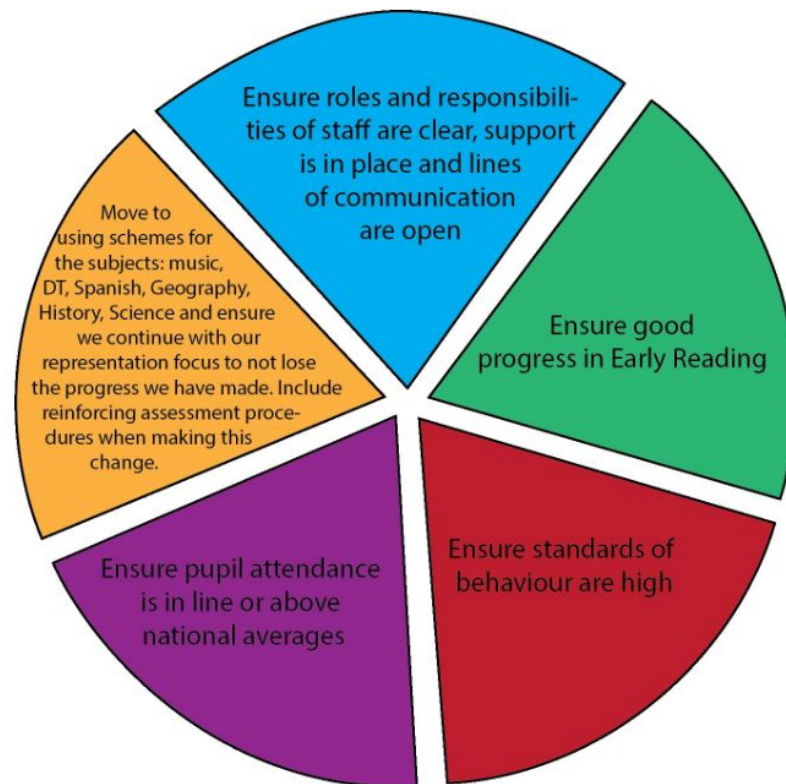 Ensure roles and responsibili-
ties of staff are clear, support
is in place and lines
of communication
are open
Ensure good
progress in Early Reading
Ensure standards of
behaviour are high
Ensure pupil attendance
is in line or above
national averages
Move to
using schemes for
the subjects: music,
DT, Spanish, Geography,
History, Science and ensure
we continue with our
representation focus to not lose
the progress we have made. Include
reinforcing assessment proce-
dures when making this
change.